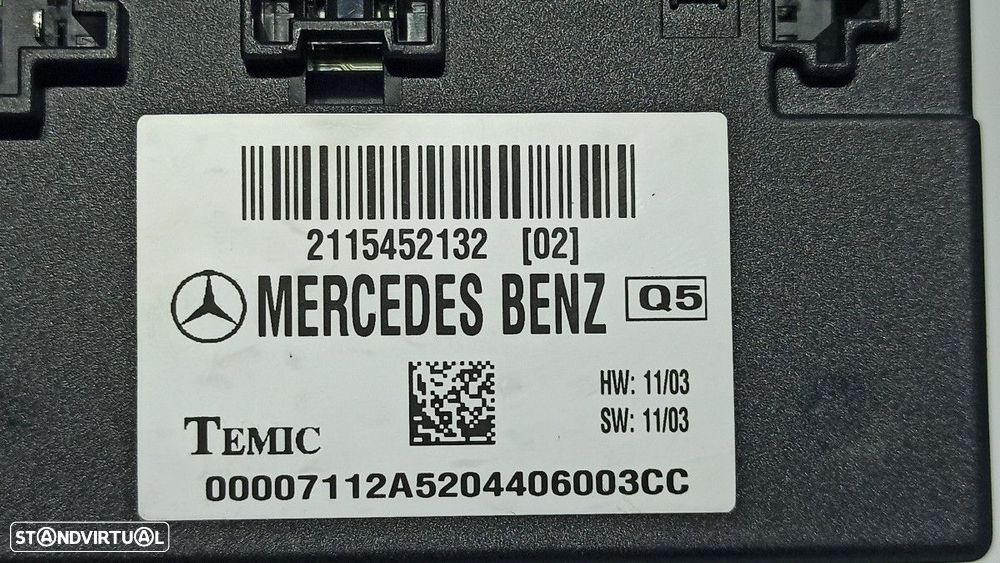 2115452132 [02]
MERCEDES BENZ Q5
HW: 11/03
SW: 11/03
TEMIC
00007112A5204406003CC
STANDVIRTUAL